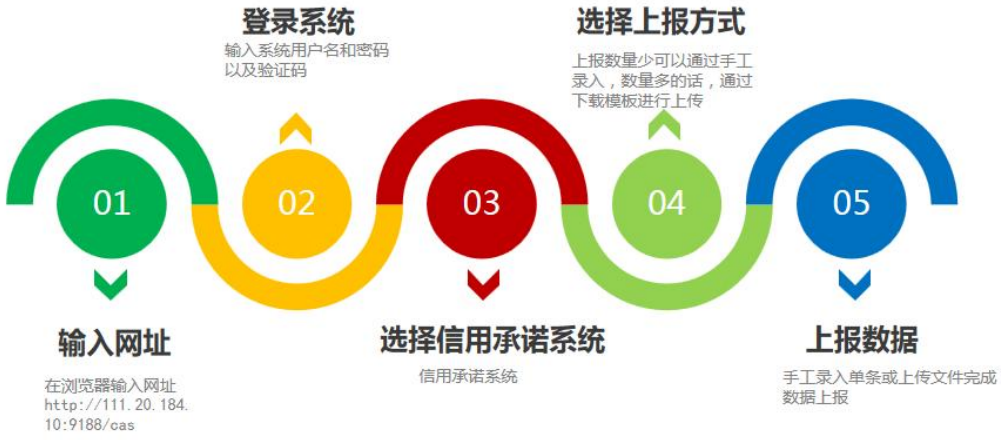 01
输入网址
在浏览器输入网址
http://111.20.184.
10:9188/cas
登录系统
输入系统用户名和密码
以及验证码
02
03
选择信用承诺系统
信用承诺系统
选择上报方式
上报数量少可以通过手工
录入，数量多的话，通过
下载模板进行上传
04
05
上报数据
手工录入单条或上传文件完成
数据上报